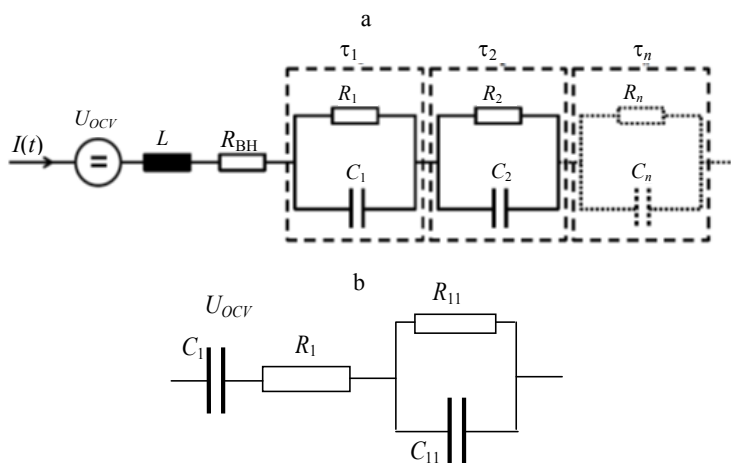 a
τ1 τ2 τn
R1 R2 Rn
UOCV
I(t) L RBH
C1 C2 Cn
=
b
R11
UOCV
C1 R1
C11